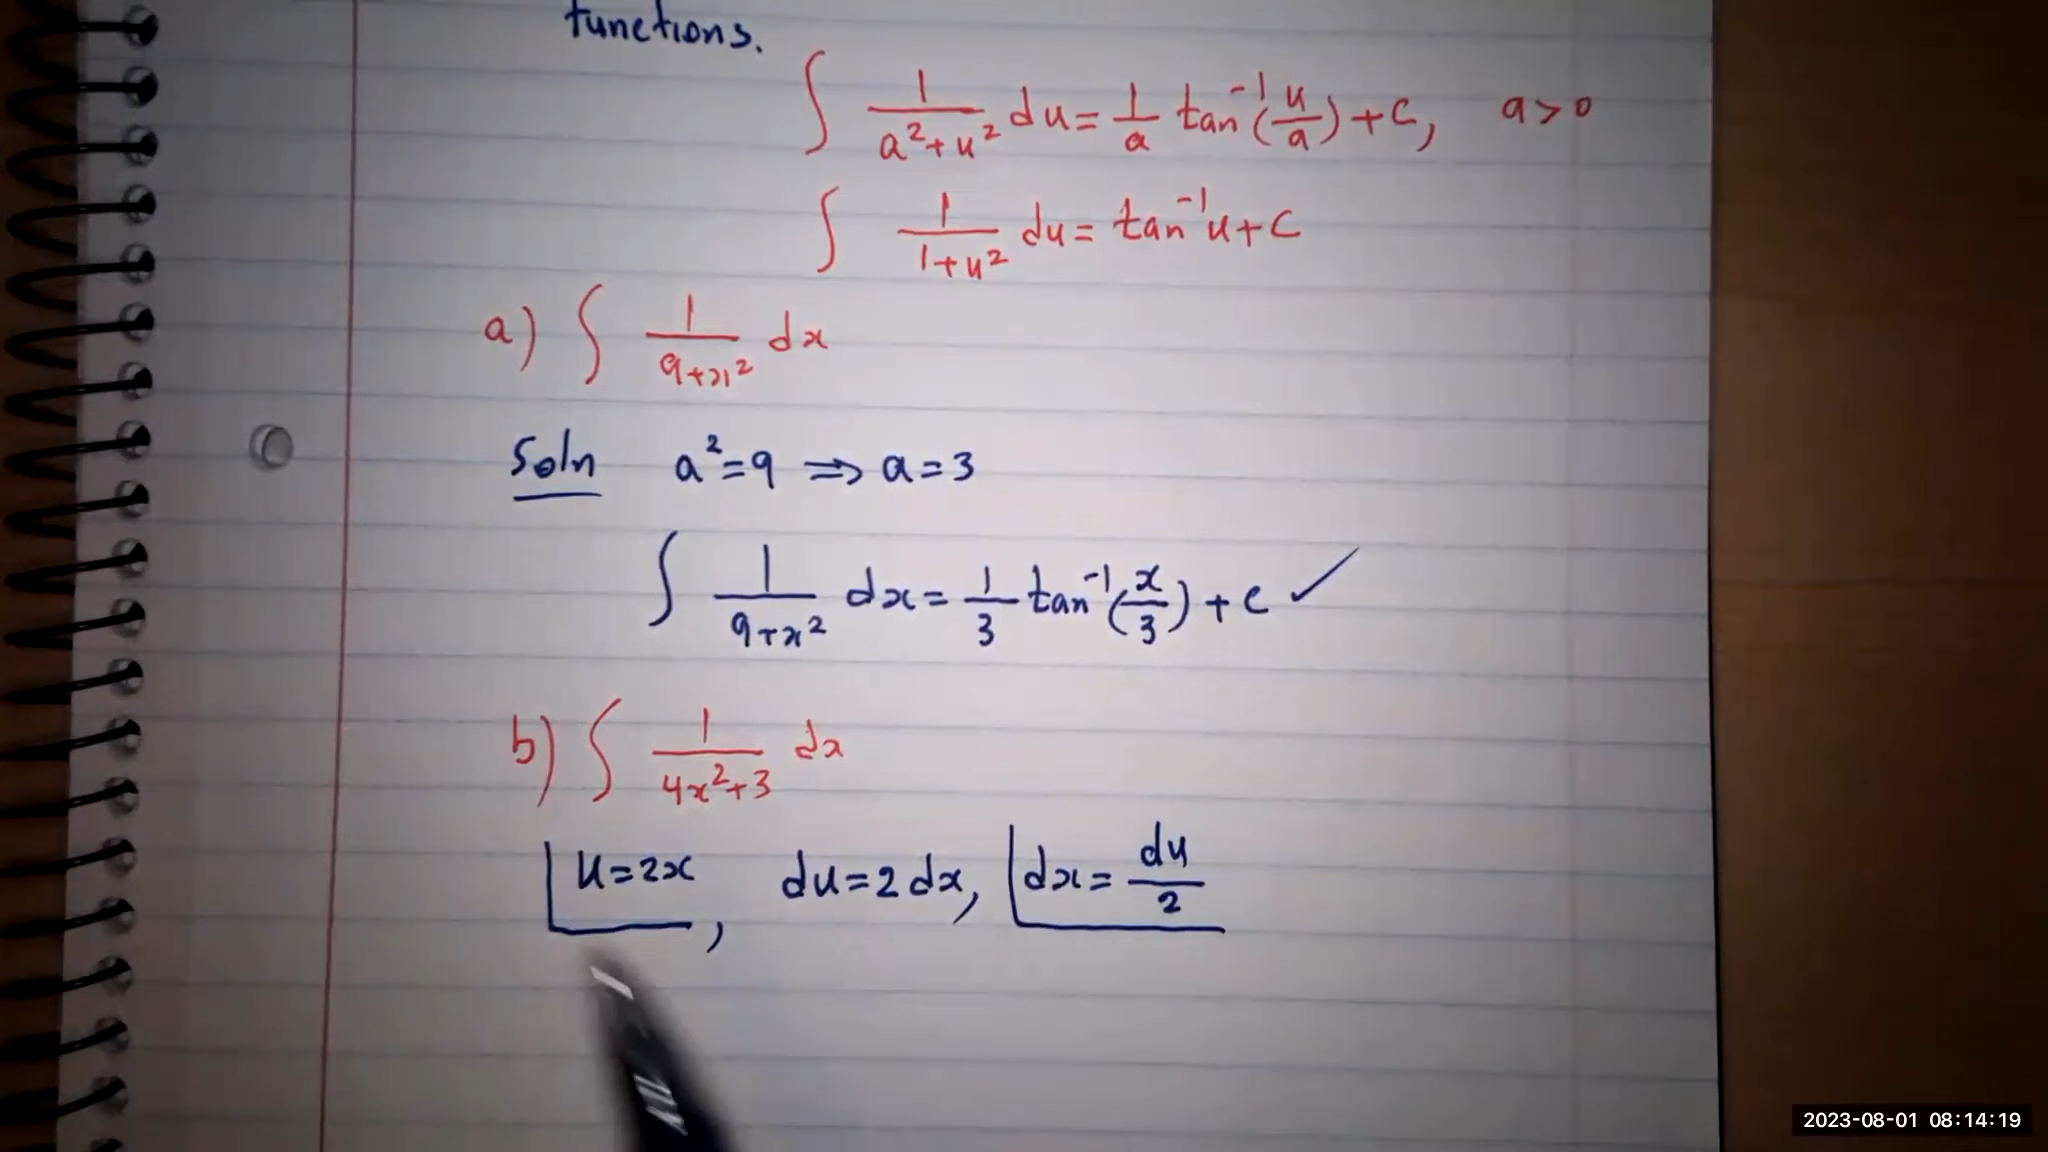 functions.
∫ 1/(a²+u²) du = 1/a tan⁻¹(u/a) + C, a>0
∫ 1/(1+u²) du = tan⁻¹u + C
a) ∫ 1/(9+x²) dx
Soln a²=9 ⟹ a=3
∫ 1/(9+x²) dx = 1/3 tan⁻¹(x/3) + C ✓
b) ∫ 1/(4x²+3) dx
u=2x, du=2dx, dx=du/2
2023-08-01 08:14:19